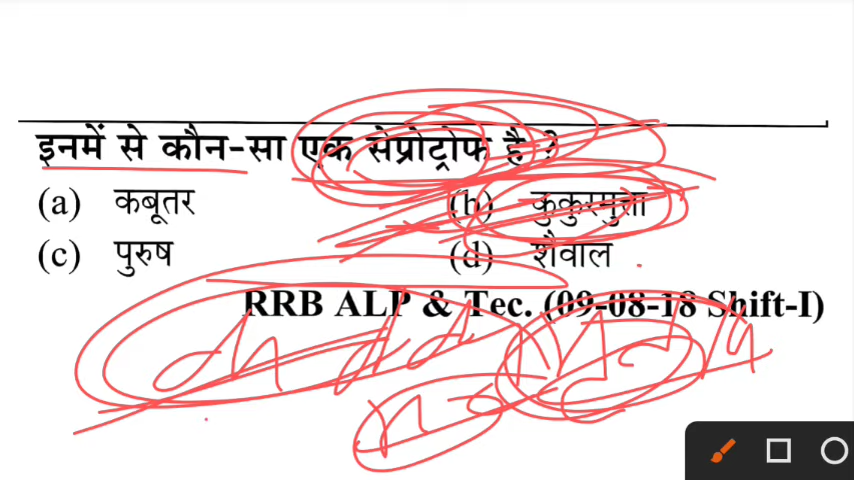 इनमें से कौन-सा एक सेप्रोट्रोफ है ?
(a) कबूतर (b) कुकुरमुत्ता
(c) पुरुष (d) शैवाल
RRB ALP & Tec. (09-08-18 Shift-I)